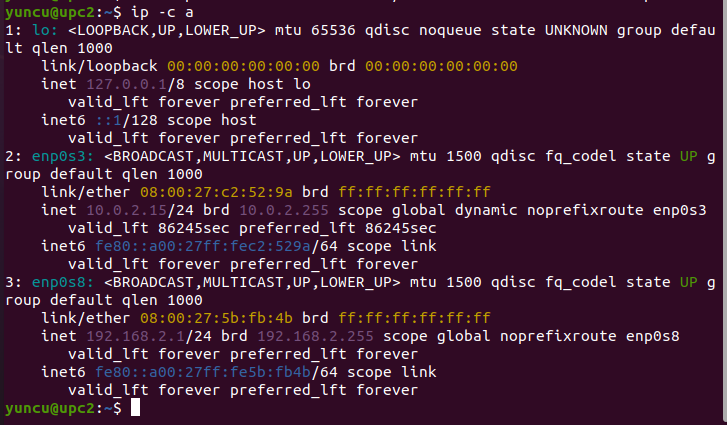 yuncu@upc2:~$ ip -c a
1: lo: <LOOPBACK,UP,LOWER_UP> mtu 65536 qdisc noqueue state UNKNOWN group defau
lt qlen 1000
    link/loopback 00:00:00:00:00:00 brd 00:00:00:00:00:00
    inet 127.0.0.1/8 scope host lo
       valid_lft forever preferred_lft forever
    inet6 ::1/128 scope host
       valid_lft forever preferred_lft forever
2: enp0s3: <BROADCAST,MULTICAST,UP,LOWER_UP> mtu 1500 qdisc fq_codel state UP g
roup default qlen 1000
    link/ether 08:00:27:c2:52:9a brd ff:ff:ff:ff:ff:ff
    inet 10.0.2.15/24 brd 10.0.2.255 scope global dynamic noprefixroute enp0s3
       valid_lft 86245sec preferred_lft 86245sec
    inet6 fe80::a00:27ff:fec2:529a/64 scope link
       valid_lft forever preferred_lft forever
3: enp0s8: <BROADCAST,MULTICAST,UP,LOWER_UP> mtu 1500 qdisc fq_codel state UP g
roup default qlen 1000
    link/ether 08:00:27:5b:fb:4b brd ff:ff:ff:ff:ff:ff
    inet 192.168.2.1/24 brd 192.168.2.255 scope global noprefixroute enp0s8
       valid_lft forever preferred_lft forever
    inet6 fe80::a00:27ff:fe5b:fb4b/64 scope link
       valid_lft forever preferred_lft forever
yuncu@upc2:~$